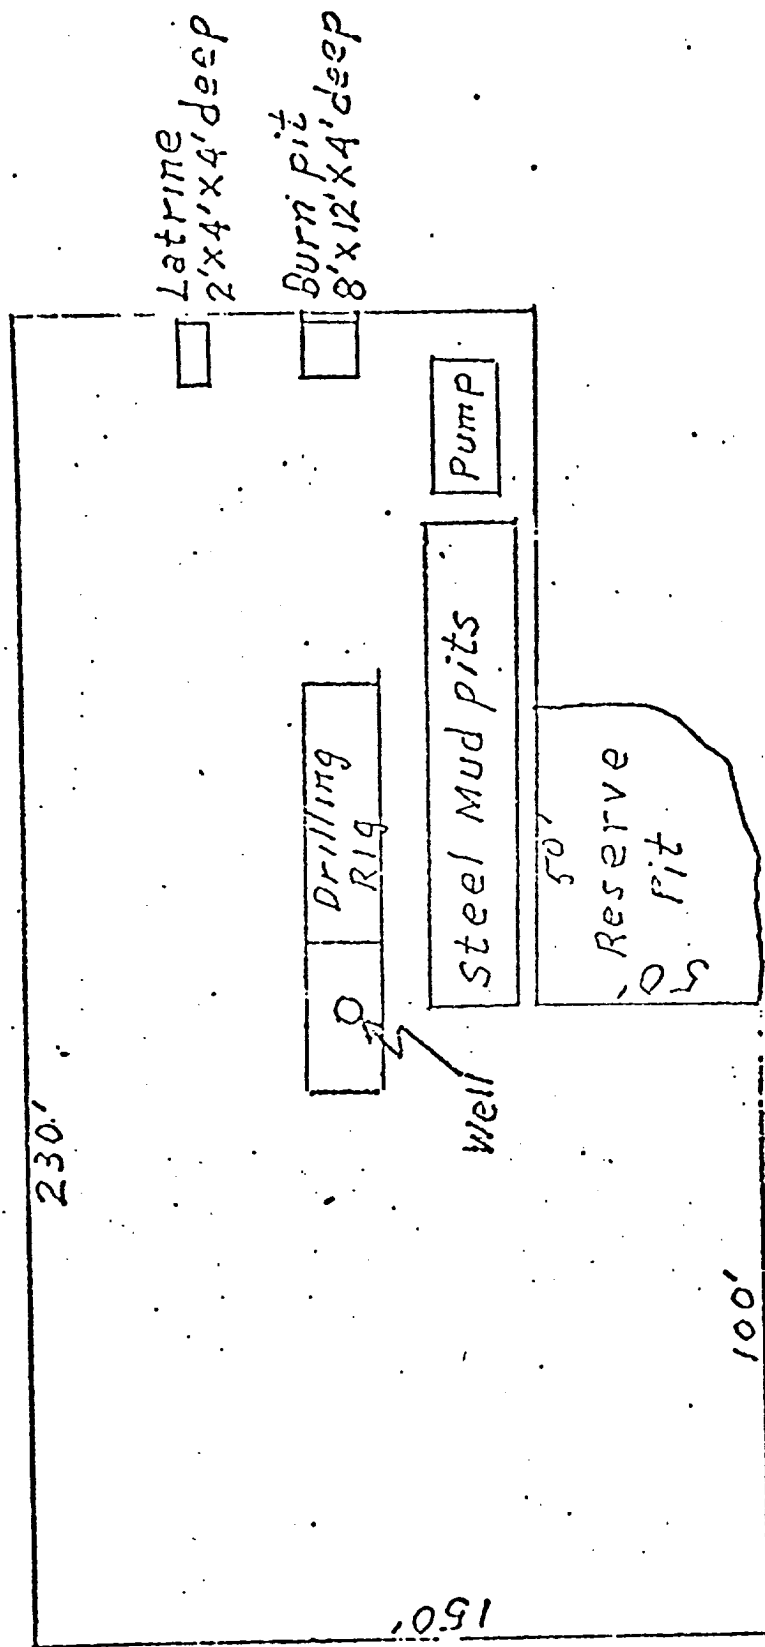 230.'
Latrine
2'x4'x4'deep
Burn pit
8'x12'x4'deep
Drilling
Rig
Well
Pump
Steel Mud pits
50'
Reserve
Pit
50'
100'
150'